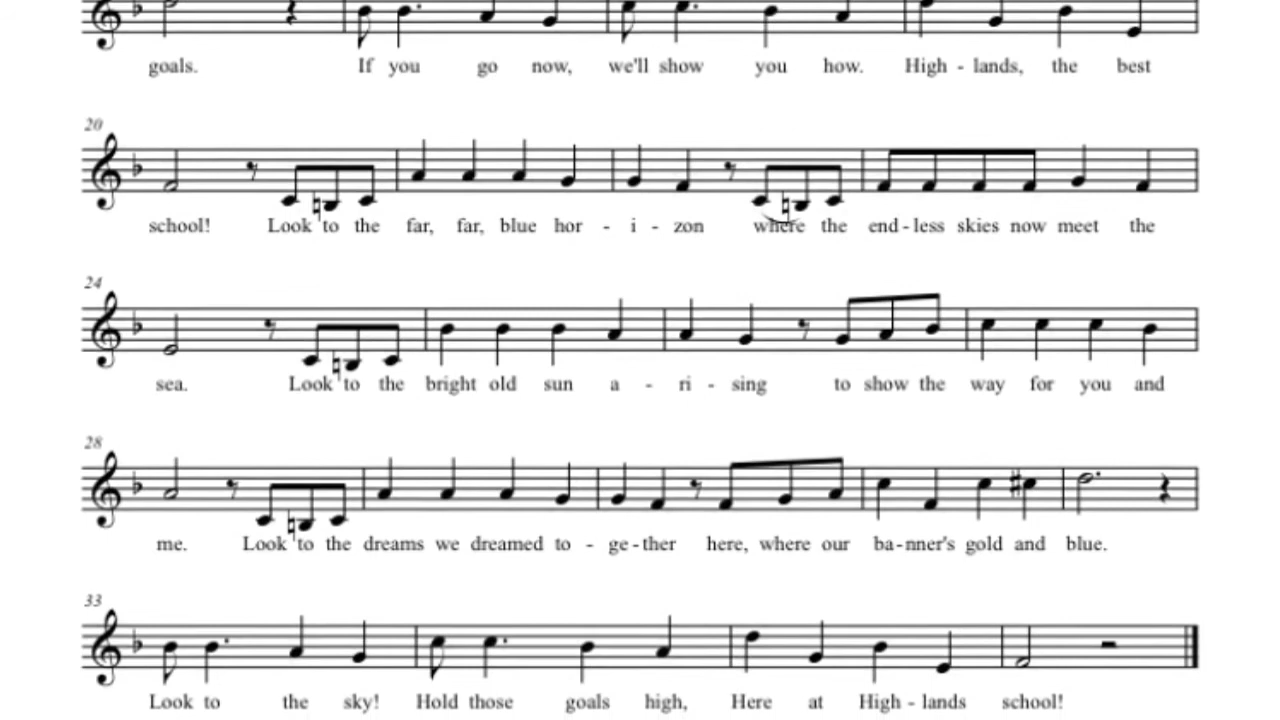 goals. If you go now, we'll show you how. High - lands, the best
20
school! Look to the far, far, blue hor - i - zon where the end - less skies now meet the
24
sea. Look to the bright old sun a - ri - sing to show the way for you and
28
me. Look to the dreams we dreamed to - ge - ther here, where our ba - nner's gold and blue.
33
Look to the sky! Hold those goals high, Here at High - lands school!